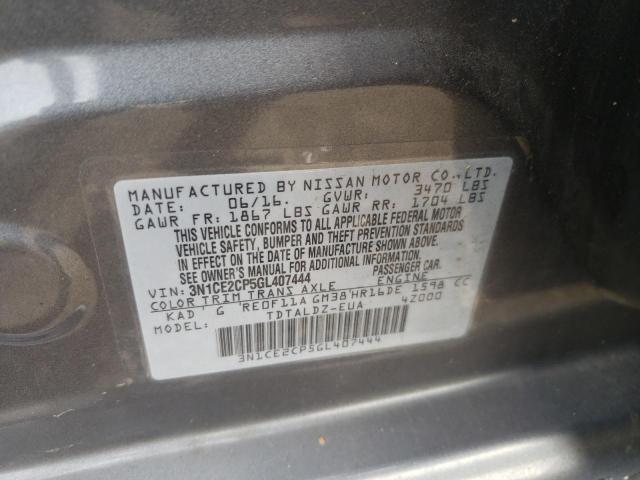 MANUFACTURED BY NISSAN MOTOR CO.,LTD.
DATE: 06/16. GVWR: 3470 LBS
GAWR FR: 1867 LBS GAWR RR: 1704 LBS
THIS VEHICLE CONFORMS TO ALL APPLICABLE FEDERAL MOTOR
VEHICLE SAFETY, BUMPER AND THEFT PREVENTION STANDARDS
IN EFFECT ON THE DATE OF MANUFACTURE SHOWN ABOVE.
SEE OWNER'S MANUAL FOR ADDITIONAL INFORMATION.
VIN: 3N1CE2CP5GL407444 PASSENGER CAR.
COLOR TRIM TRANS AXLE ENGINE
KAD G RE0F11A GM38 HR16DE 1598 CC
MODEL: TDTALDZ-EUA 4Z000
3N1CE2CP5GL407444